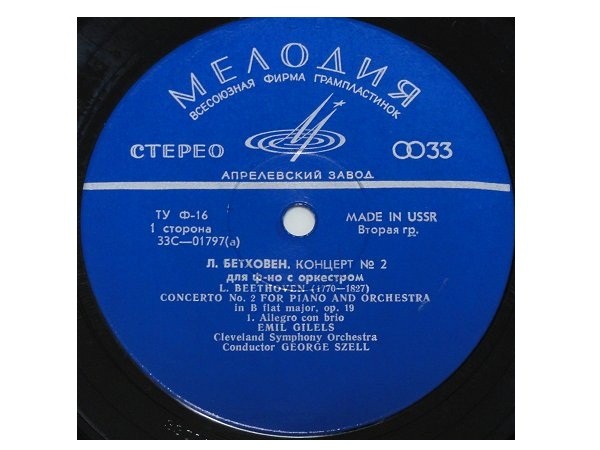 МЕЛОДИЯ
ВСЕСОЮЗНАЯ ФИРМА ГРАМПЛАСТИНОК
СТЕРЕО 33
АПРЕЛЕВСКИЙ ЗАВОД
ТУ Ф-16 MADE IN USSR
1 сторона Вторая гр.
33С—01797(а)
Л. БЕТХОВЕН. КОНЦЕРТ № 2
для ф-но с оркестром
L. BEETHOVEN (1770—1827)
CONCERTO No. 2 FOR PIANO AND ORCHESTRA
in B flat major, op. 19
1. Allegro con brio
EMIL GILELS
Cleveland Symphony Orchestra
Conductor GEORGE SZELL